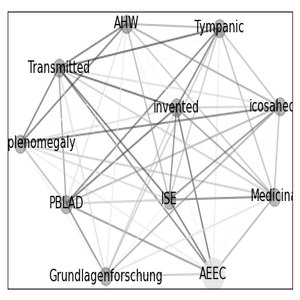 AHW
Tympanic
Transmitted
invented
icosahed
plenomegaly
PBLAD
ISE
Medicina
Grundlagenforschung
AEEC